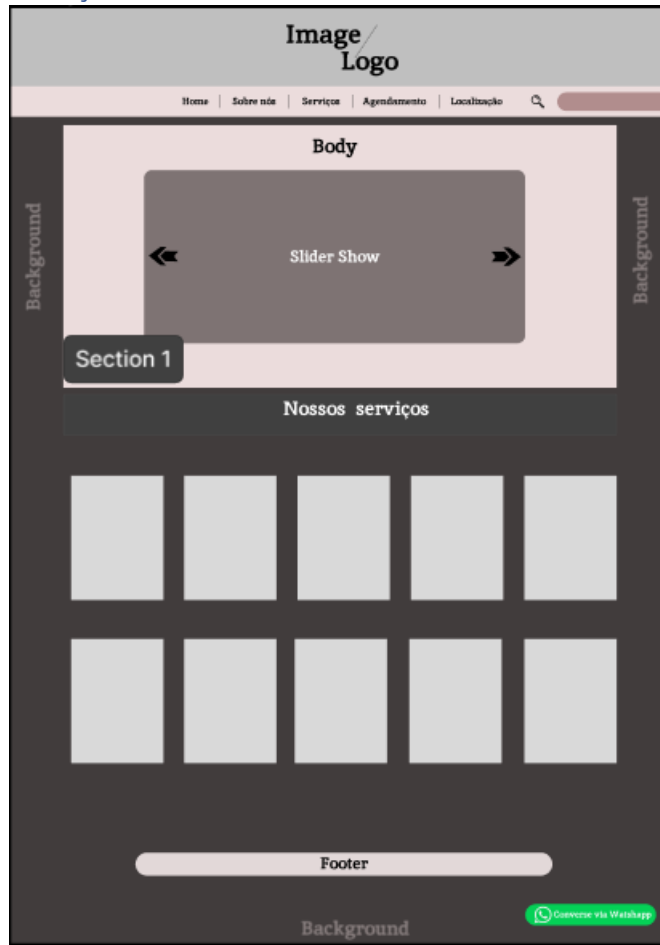 Image/
Logo
Home | Sobre nós | Serviços | Agendamento | Localização
Body
Background
Slider Show
Background
Section 1
Nossos serviços
Footer
Background
Converse via Watshapp